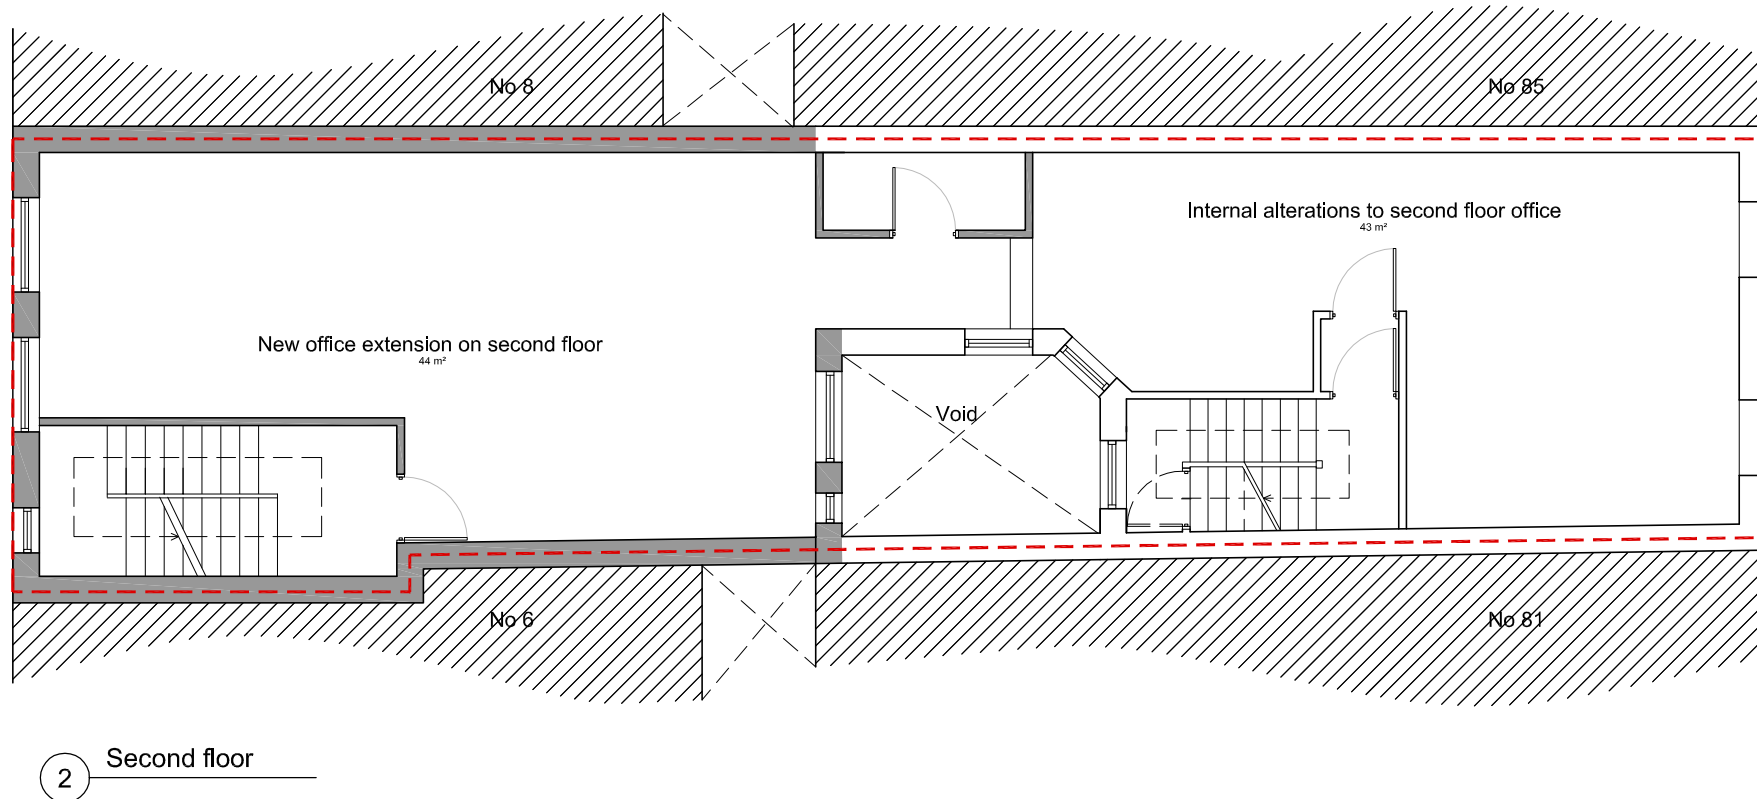 No 8
No 85
Internal alterations to second floor office
43 m²
New office extension on second floor
44 m²
Void
No 6
No 81
2
Second floor